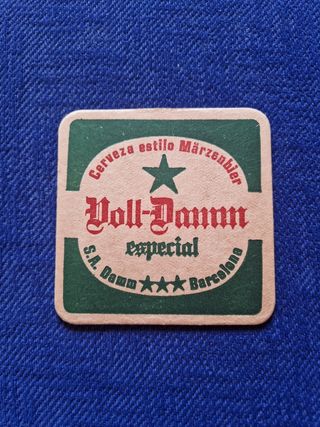 Cerveza estilo Märzenbier
Voll-Damm
especial
S.A. Damm ★★★ Barcelona